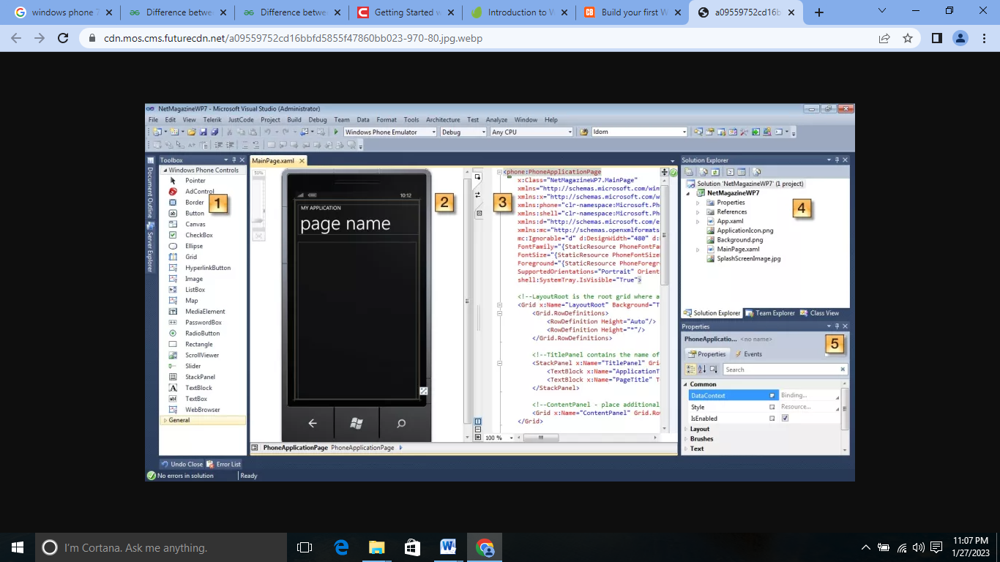 windows phone 7
Difference betwe
Difference betwe
Getting Started w
Introduction to W
Build your first W
a09559752cd16b
cdn.mos.cms.futurecdn.net/a09559752cd16bbfd5855f47860bb023-970-80.jpg.webp
NetMagazineWP7 - Microsoft Visual Studio (Administrator)
File Edit View Telerik JustCode Project Build Debug Team Data Format Tools Architecture Test Analyze Window Help
Windows Phone Emulator Debug Any CPU Idom
Document Outline
Server Explorer
Toolbox
Windows Phone Controls
Pointer
AdControl
Border
Button
Canvas
CheckBox
Ellipse
Grid
HyperlinkButton
Image
ListBox
Map
MediaElement
PasswordBox
RadioButton
Rectangle
ScrollViewer
Slider
StackPanel
TextBlock
TextBox
WebBrowser
General
1
MainPage.xaml
50%
10:12
MY APPLICATION
page name
2
3
<phone:PhoneApplicationPage
x:Class="NetMagazineWP7.MainPage"
xmlns="http://schemas.microsoft.com/win
xmlns:x="http://schemas.microsoft.com/w
xmlns:phone="clr-namespace:Microsoft.Ph
xmlns:shell="clr-namespace:Microsoft.Ph
xmlns:d="http://schemas.microsoft.com/e
xmlns:mc="http://schemas.openxmlformats
mc:Ignorable="d" d:DesignWidth="480" d:
FontFamily="{StaticResource PhoneFontFa
FontSize="{StaticResource PhoneFontSize
Foreground="{StaticResource PhoneForegr
SupportedOrientations="Portrait" Orient
shell:SystemTray.IsVisible="True">
<!--LayoutRoot is the root grid where a
<Grid x:Name="LayoutRoot" Background="T
<Grid.RowDefinitions>
<RowDefinition Height="Auto"/>
<RowDefinition Height="*"/>
</Grid.RowDefinitions>
<!--TitlePanel contains the name of
<StackPanel x:Name="TitlePanel" Grid
<TextBlock x:Name="ApplicationT
<TextBlock x:Name="PageTitle" T
</StackPanel>
<!--ContentPanel - place additional
<Grid x:Name="ContentPanel" Grid.Ro
</Grid>
100 %
PhoneApplicationPage PhoneApplicationPage
Solution Explorer
Solution 'NetMagazineWP7' (1 project)
NetMagazineWP7
Properties
References
App.xaml
ApplicationIcon.png
Background.png
MainPage.xaml
SplashScreenImage.jpg
4
Solution Explorer Team Explorer Class View
Properties
PhoneApplicatio... <no name>
5
Properties Events
Search
Common
DataContext Binding...
Style Resource...
IsEnabled
Layout
Brushes
Text
Undo Close Error List
No errors in solution Ready
I'm Cortana. Ask me anything.
11:07 PM
1/27/2023